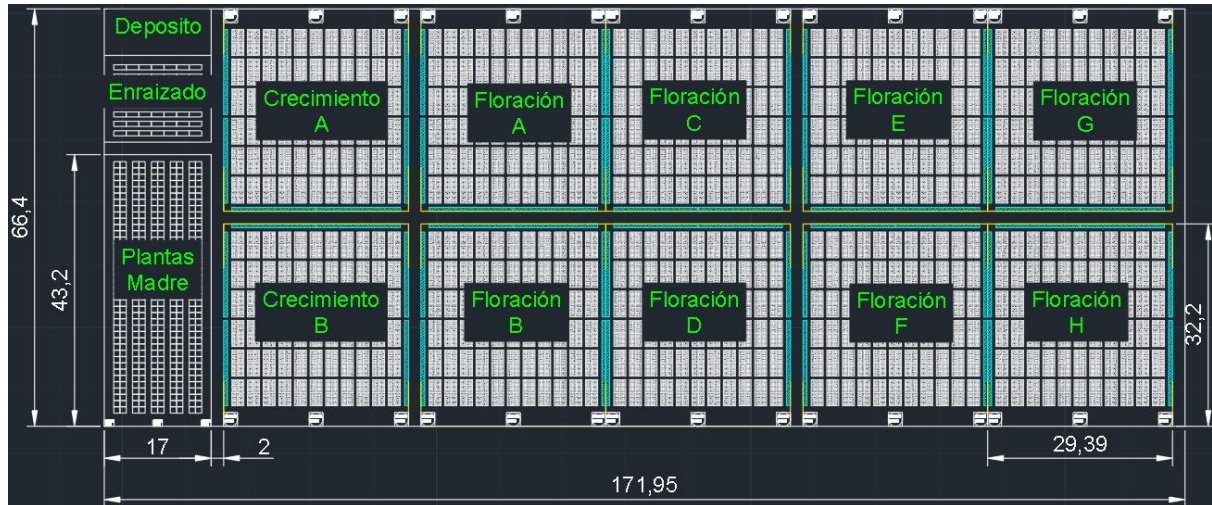 Deposito
Enraizado
Crecimiento
A
Floración
A
Floración
C
Floración
E
Floración
G
66,4
43,2
Plantas
Madre
Crecimiento
B
Floración
B
Floración
D
Floración
F
Floración
H
32,2
17
2
29,39
171,95